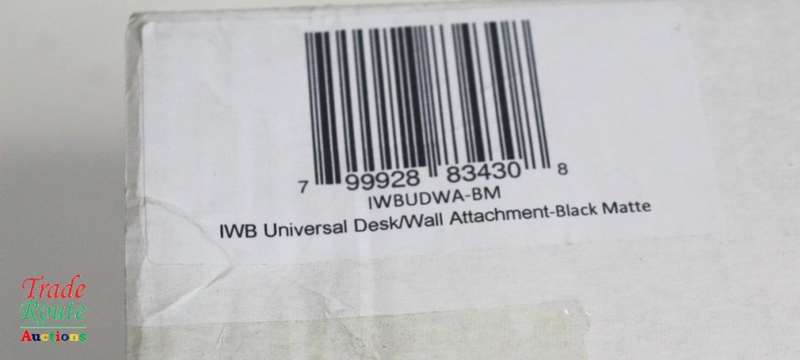 7 99928 83430 8
IWBUDWA-BM
IWB Universal Desk/Wall Attachment-Black Matte
Trade
Route
Auctions